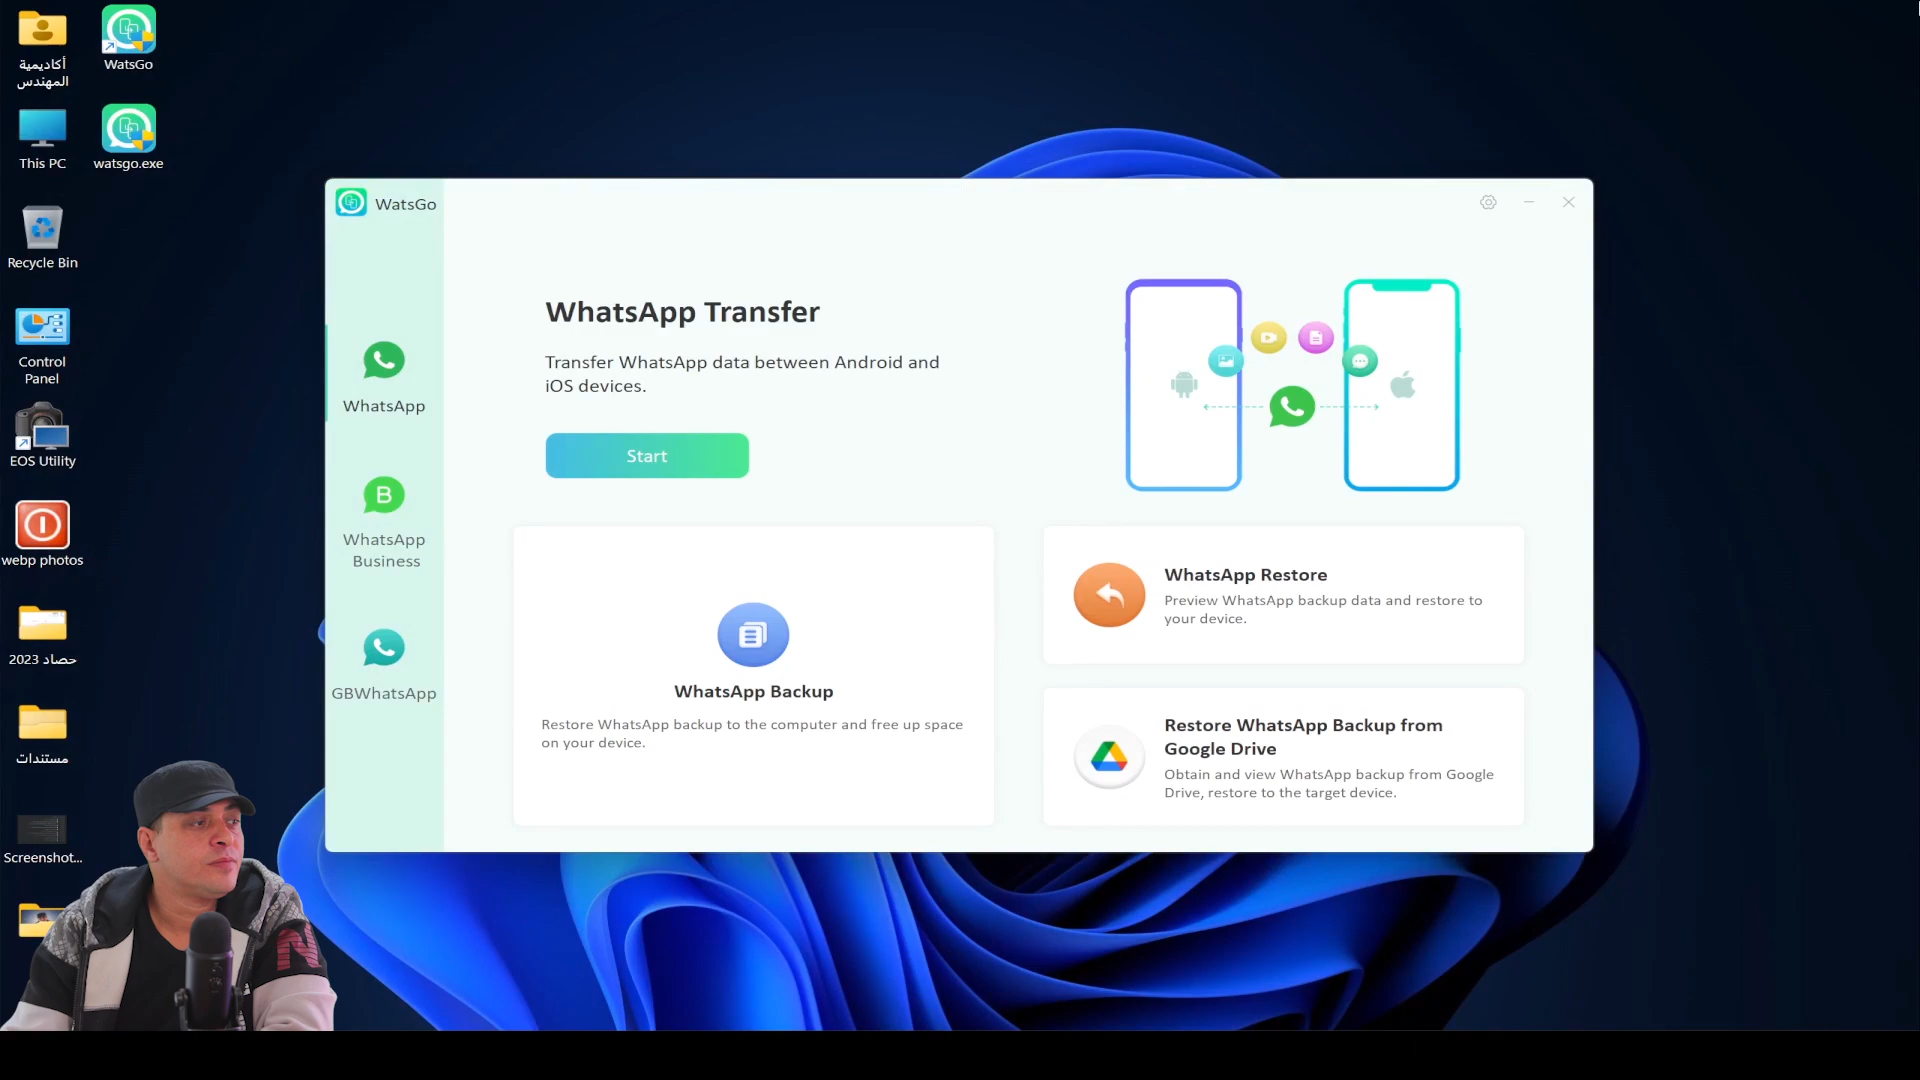 أكاديمية
المهندس
WatsGo
This PC
watsgo.exe
Recycle Bin
Control
Panel
EOS Utility
webp photos
حصاد 2023
مستندات
Screenshot...
WatsGo
WhatsApp
WhatsApp
Business
GBWhatsApp
WhatsApp Transfer
Transfer WhatsApp data between Android and
iOS devices.
Start
WhatsApp Backup
Restore WhatsApp backup to the computer and free up space
on your device.
WhatsApp Restore
Preview WhatsApp backup data and restore to
your device.
Restore WhatsApp Backup from
Google Drive
Obtain and view WhatsApp backup from Google
Drive, restore to the target device.
B
N